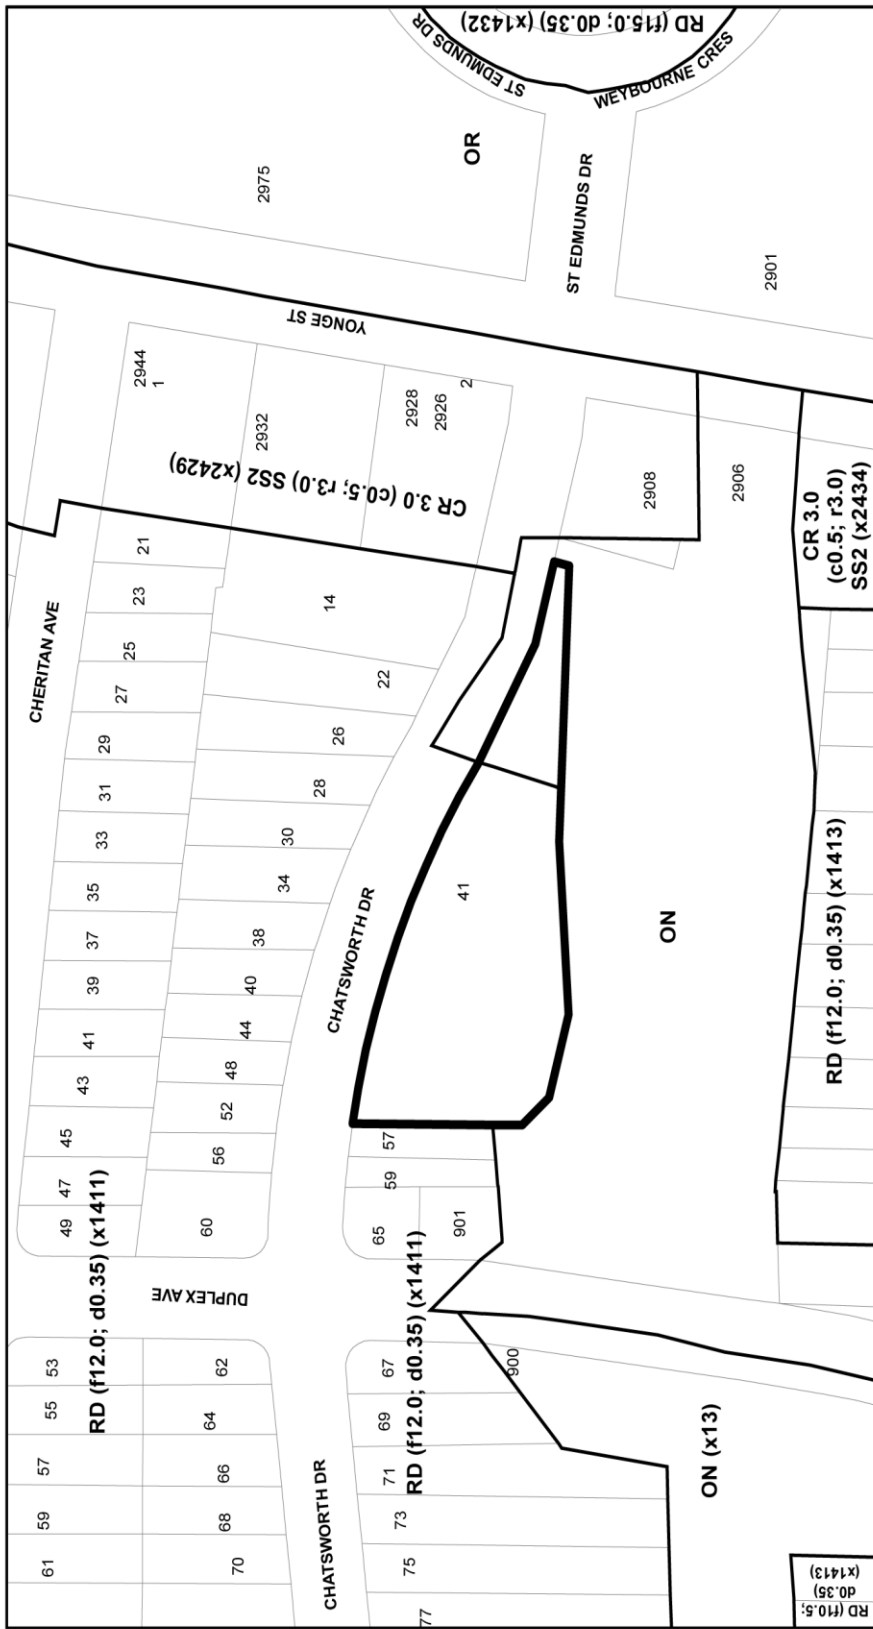 RD (f15.0; d0.35) (x1432)
ST EDMUNDS DR
WEYBOURNE CRES
OR
2975
ST EDMUNDS DR
2901
YONGE ST
2944
1
2932
2928
2926
2
CR 3.0 (c0.5; r3.0) SS2 (x2429)
2908
2906
CR 3.0
(c0.5; r3.0)
SS2 (x2434)
CHERITAN AVE
21
23
25
27
29
31
33
35
37
39
41
43
45
47
49
14
22
26
28
30
34
38
40
44
48
52
56
60
CHATSWORTH DR
41
ON
RD (f12.0; d0.35) (x1413)
57
59
65
901
RD (f12.0; d0.35) (x1411)
DUPLEX AVE
RD (f12.0; d0.35) (x1411)
53
55
57
59
61
62
64
66
68
70
CHATSWORTH DR
67
69
71
73
75
77
900
ON (x13)
RD (f10.5;
d0.35)
(x1413)